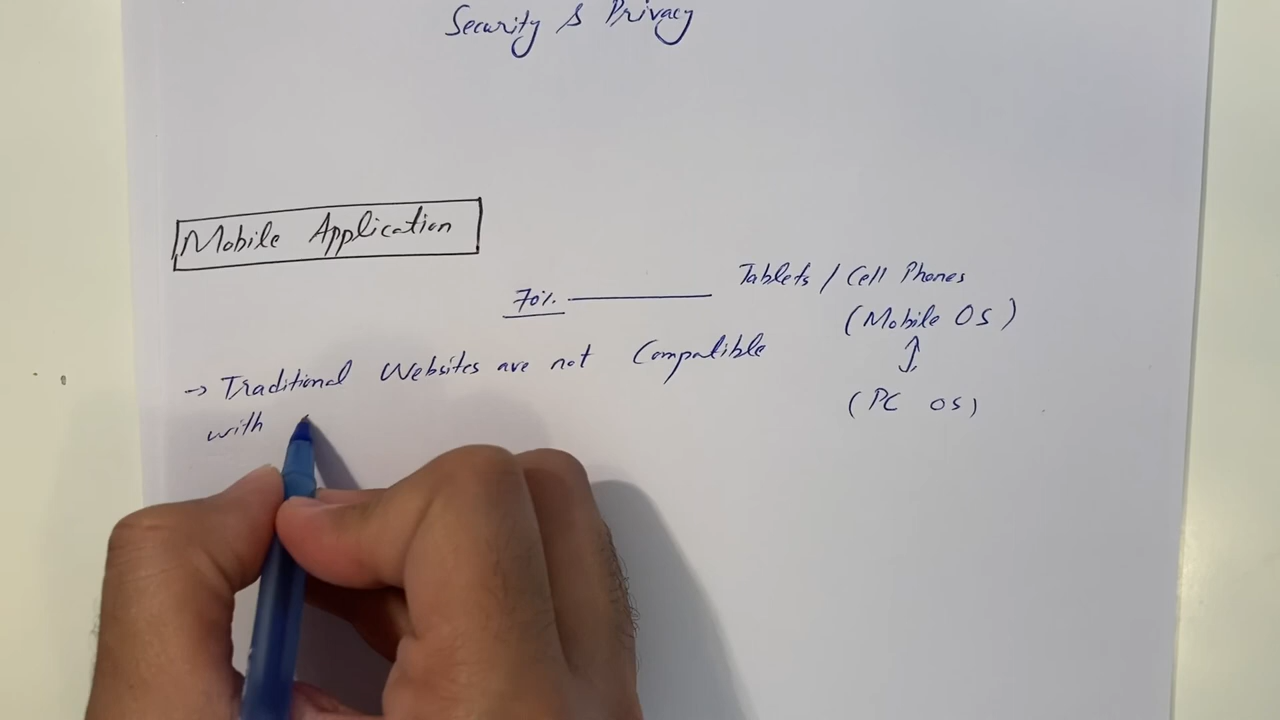 Security & Privacy
Mobile Application
70% Tablets / Cell Phones
(Mobile OS)
→ Traditional Websites are not Compatible
(PC OS)
with